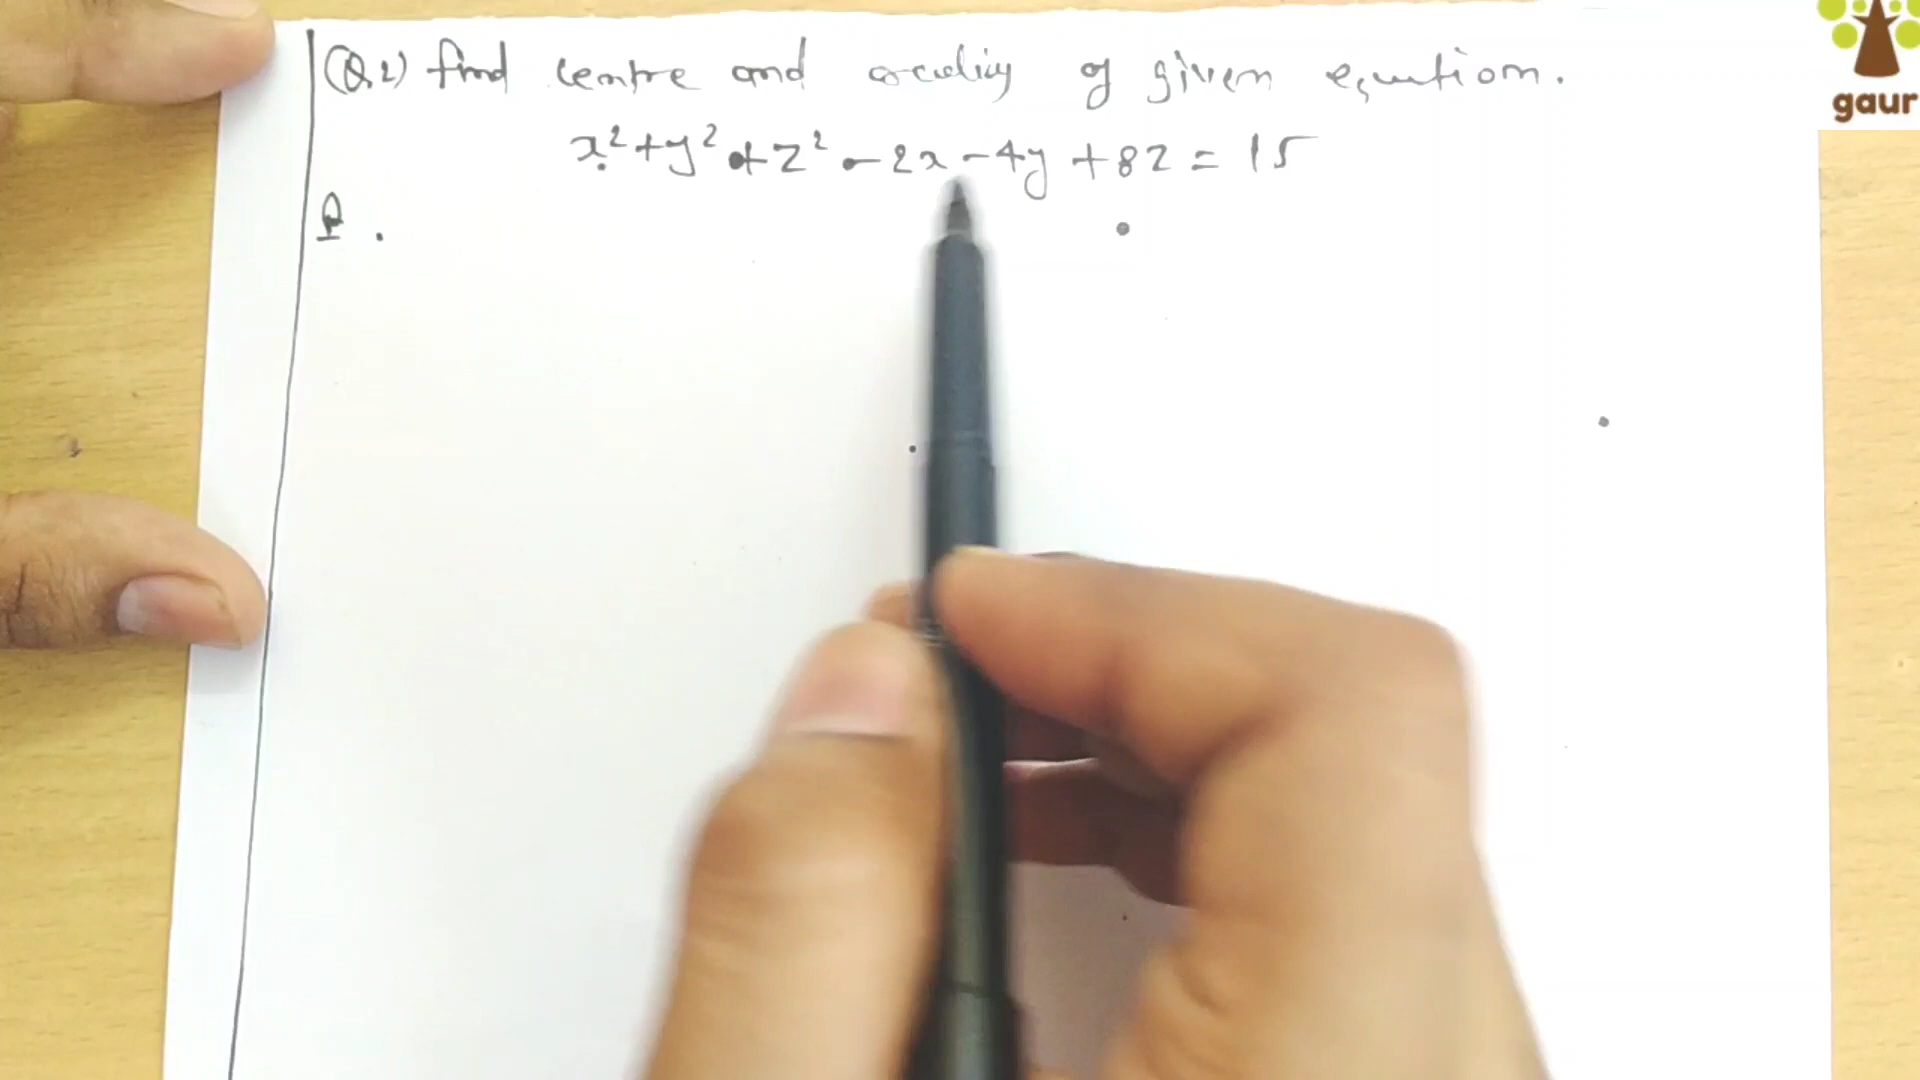 (Q.2) find centre and radius of given equation.
x²+y²+z²-2x-4y+8z=15
gaur